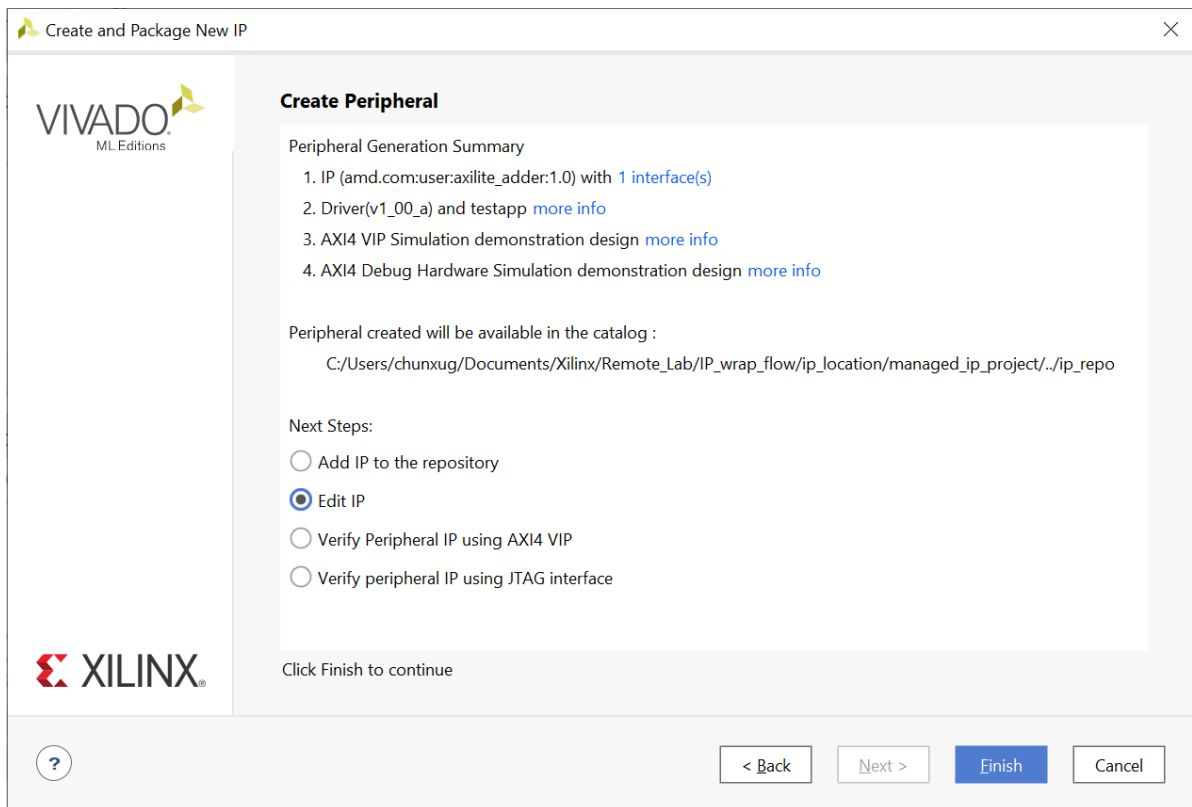 Create and Package New IP
VIVADO.
ML Editions
Create Peripheral
Peripheral Generation Summary
1. IP (amd.com:user:axilite_adder:1.0) with 1 interface(s)
2. Driver(v1_00_a) and testapp more info
3. AXI4 VIP Simulation demonstration design more info
4. AXI4 Debug Hardware Simulation demonstration design more info
Peripheral created will be available in the catalog :
C:/Users/chunxug/Documents/Xilinx/Remote_Lab/IP_wrap_flow/ip_location/managed_ip_project/../ip_repo
Next Steps:
Add IP to the repository
Edit IP
Verify Peripheral IP using AXI4 VIP
Verify peripheral IP using JTAG interface
XILINX®
Click Finish to continue
?
< Back
Next >
Finish
Cancel